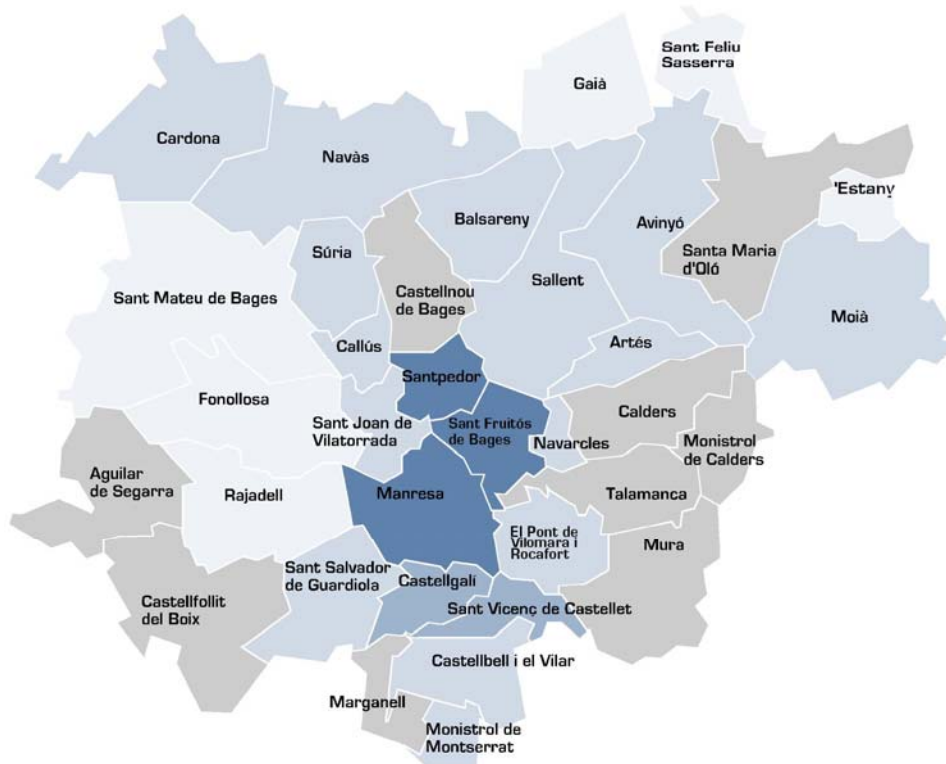 Sant Feliu
Sasserra
Gaià
Cardona
Navàs
'Estany
Balsareny
Avinyó
Súria
Santa Maria
d'Oló
Sant Mateu de Bages
Castellnou
de Bages
Sallent
Moià
Callús
Artés
Santpedor
Fonollosa
Calders
Sant Joan de
Vilatorrada
Sant Fruitós
de Bages
Navarcles
Monistrol
de Calders
Aguilar
de Segarra
Rajadell
Manresa
Talamanca
El Pont de
Vilomara i
Rocafort
Mura
Sant Salvador
de Guardiola
Castellgalí
Castellfollit
del Boix
Sant Vicenç de Castellet
Castellbell i el Vilar
Marganell
Monistrol de
Montserrat